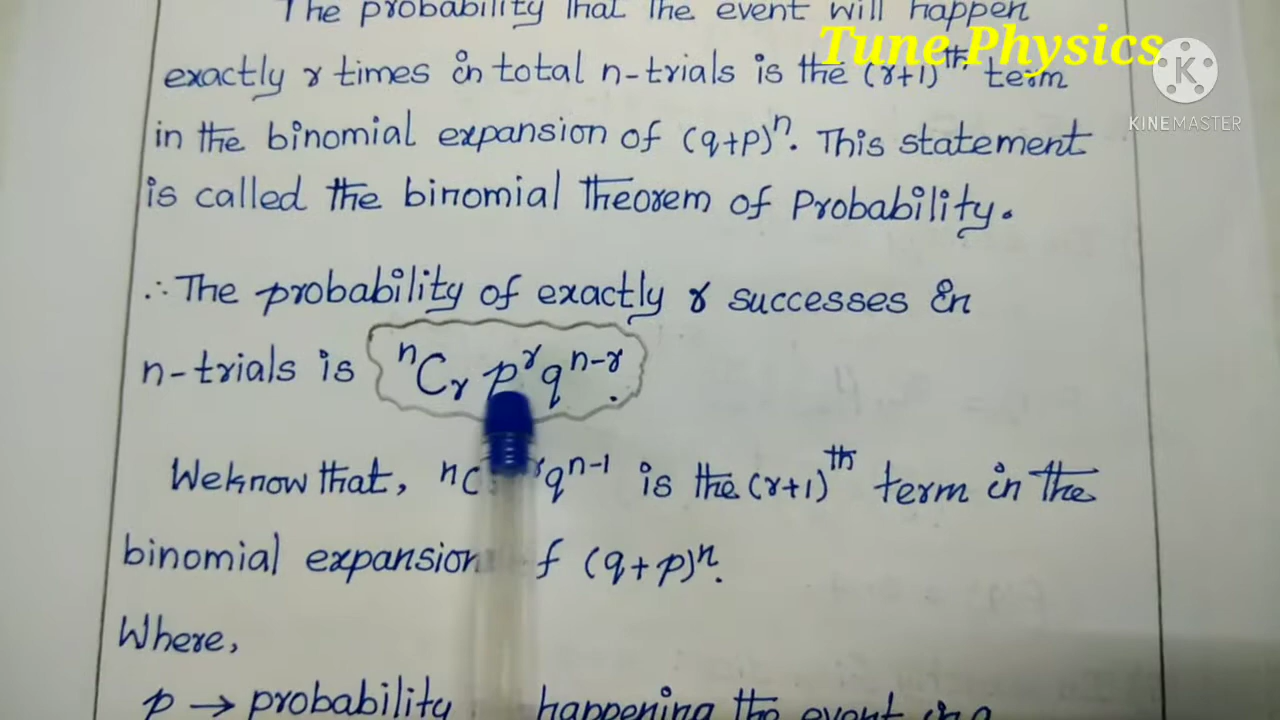 The probability that the event will happen
Tune Physics
exactly r times in total n-trials is the (r+1)th term
KINEMASTER
in the binomial expansion of (q+p)^n. This statement
is called the binomial theorem of Probability.
∴ The probability of exactly r successes in
n-trials is nCr p^r q^n-r.
We know that, nC r q^n-1 is the (r+1)th term in the
binomial expansion f (q+p)^n.
Where,
p → probability happening the event in a